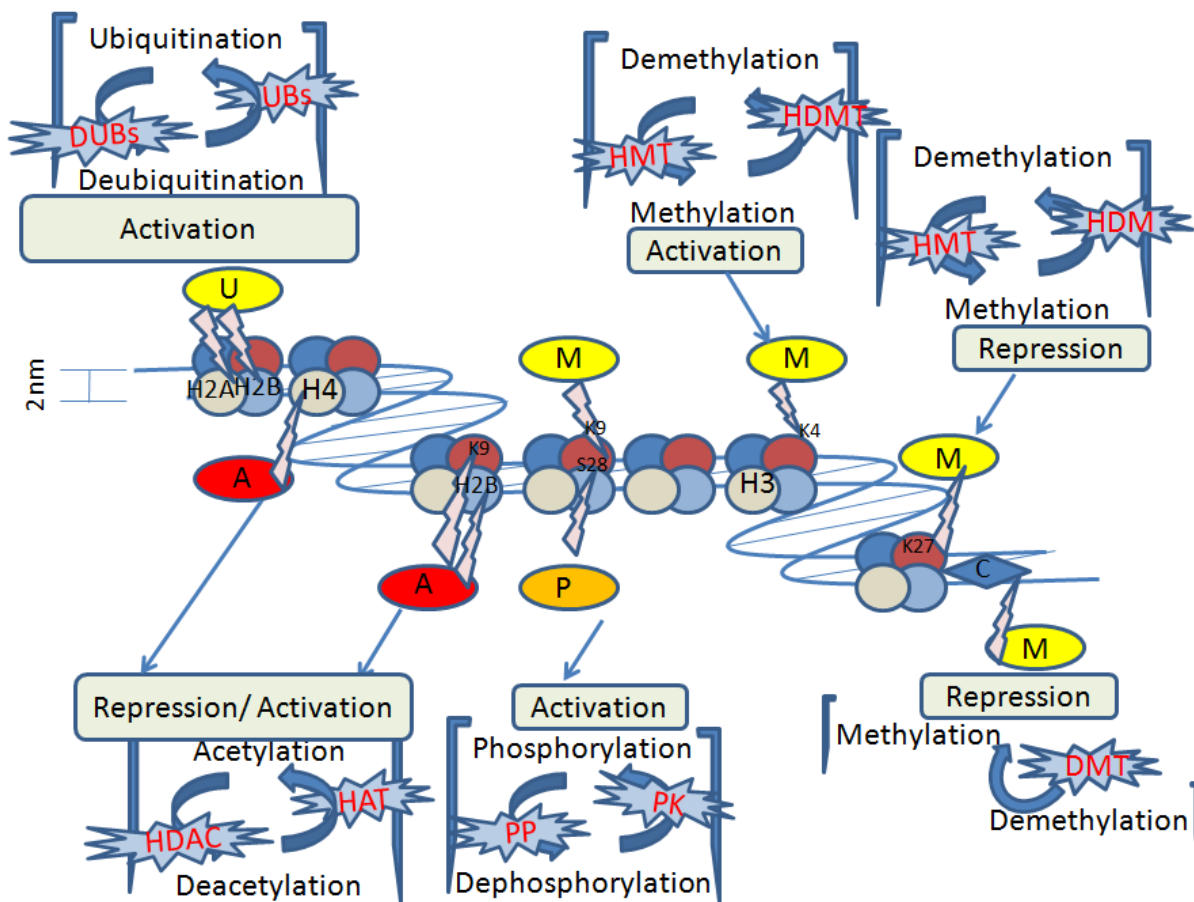 Ubiquitination
UBs
DUBs
Deubiquitination
Activation
Demethylation
HDMT
HMT
Methylation
Activation
Demethylation
HDM
HMT
Methylation
Repression
U
2nm
H2A
H2B
H4
A
M
M
K9
K9
S28
K4
H2B
H3
M
K27
C
A
P
M
Repression/ Activation
Acetylation
HAT
HDAC
Deacetylation
Activation
Phosphorylation
PK
PP
Dephosphorylation
Repression
Methylation
DMT
Demethylation